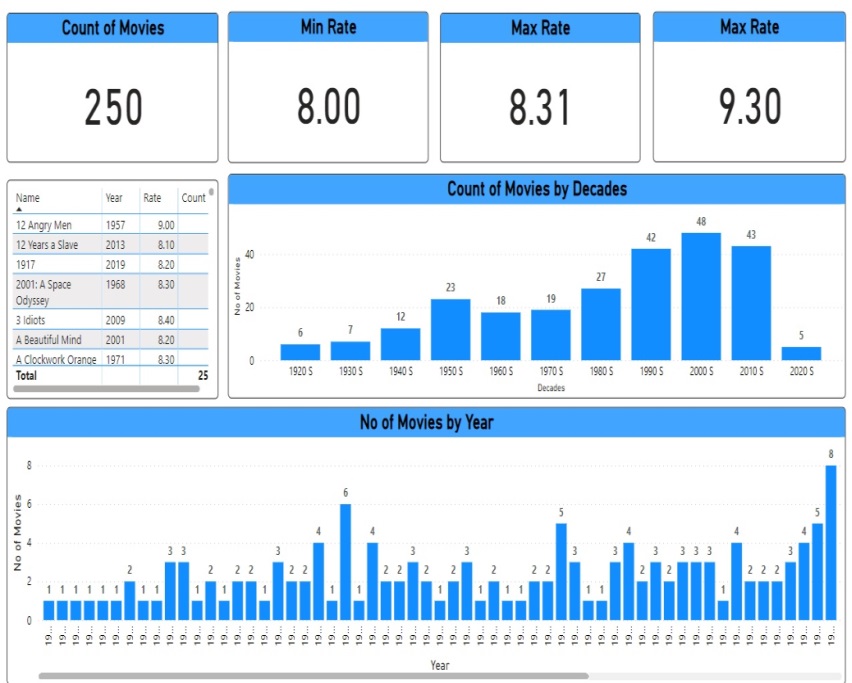 Count of Movies
250
Min Rate
8.00
Max Rate
8.31
Max Rate
9.30
Name Year Rate Count
12 Angry Men 1957 9.00
12 Years a Slave 2013 8.10
1917 2019 8.20
2001: A Space 1968 8.30
Odyssey
3 Idiots 2009 8.40
A Beautiful Mind 2001 8.20
A Clockwork Orange 1971 8.30
Total 25
Count of Movies by Decades
No of Movies
40
20
0
6 7 12 23 18 19 27 42 48 43 5
1920 S 1930 S 1940 S 1950 S 1960 S 1970 S 1980 S 1990 S 2000 S 2010 S 2020 S
Decades
No of Movies by Year
No of Movies
8
6
4
2
0
1 1 1 1 1 1 2 1 1 3 3 1 2 1 2 2 1 3 2 2 4 1 6 1 4 2 2 3 2 1 2 3 1 2 1 1 2 2 5 3 1 1 3 4 2 3 2 3 3 3 1 4 2 2 2 3 4 5 8
19... 19... 19... 19... 19... 19... 19... 19... 19... 19... 19... 19... 19... 19... 19... 19... 19... 19... 19... 19... 19... 19... 19... 19... 19... 19... 19... 19... 19... 19... 19... 19... 19... 19... 19... 19... 19... 19... 19... 19... 19... 19... 19... 19... 19... 19... 19... 19... 19... 19... 19... 19... 19... 19... 19... 19... 19... 19... 19...
Year